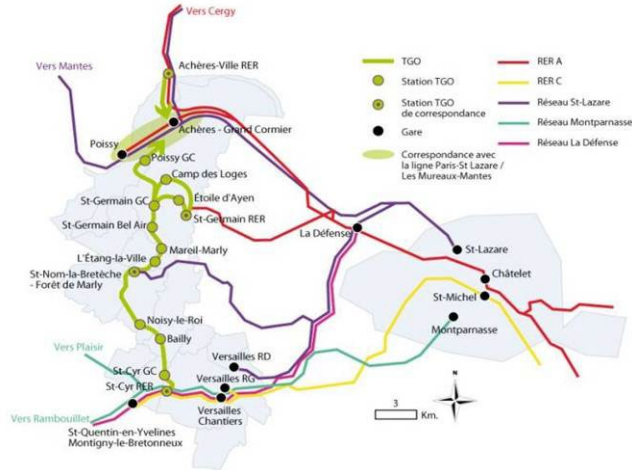 Vers Cergy
Achères-Ville RER
Vers Mantes
Achères - Grand Cormier
Poissy
Poissy GC
Camp des Loges
Étoile d'Ayen
St-Germain GC
St-Germain RER
St-Germain Bel Air
Mareil-Marly
L'Étang-la-Ville
St-Nom-la-Bretèche
- Forêt de Marly
Noisy-le-Roi
Bailly
Vers Plaisir
St-Cyr GC
St-Cyr RER
Versailles RD
Versailles RG
Versailles
Chantiers
Vers Rambouillet
St-Quentin-en-Yvelines
Montigny-le-Bretonneux
La Défense
St-Lazare
Châtelet
St-Michel
Montparnasse
TGO
Station TGO
Station TGO
de correspondance
Gare
Correspondance avec
la ligne Paris-St Lazare /
Les Mureaux-Mantes
RER A
RER C
Réseau St-Lazare
Réseau Montparnasse
Réseau La Défense
3
Km.
N